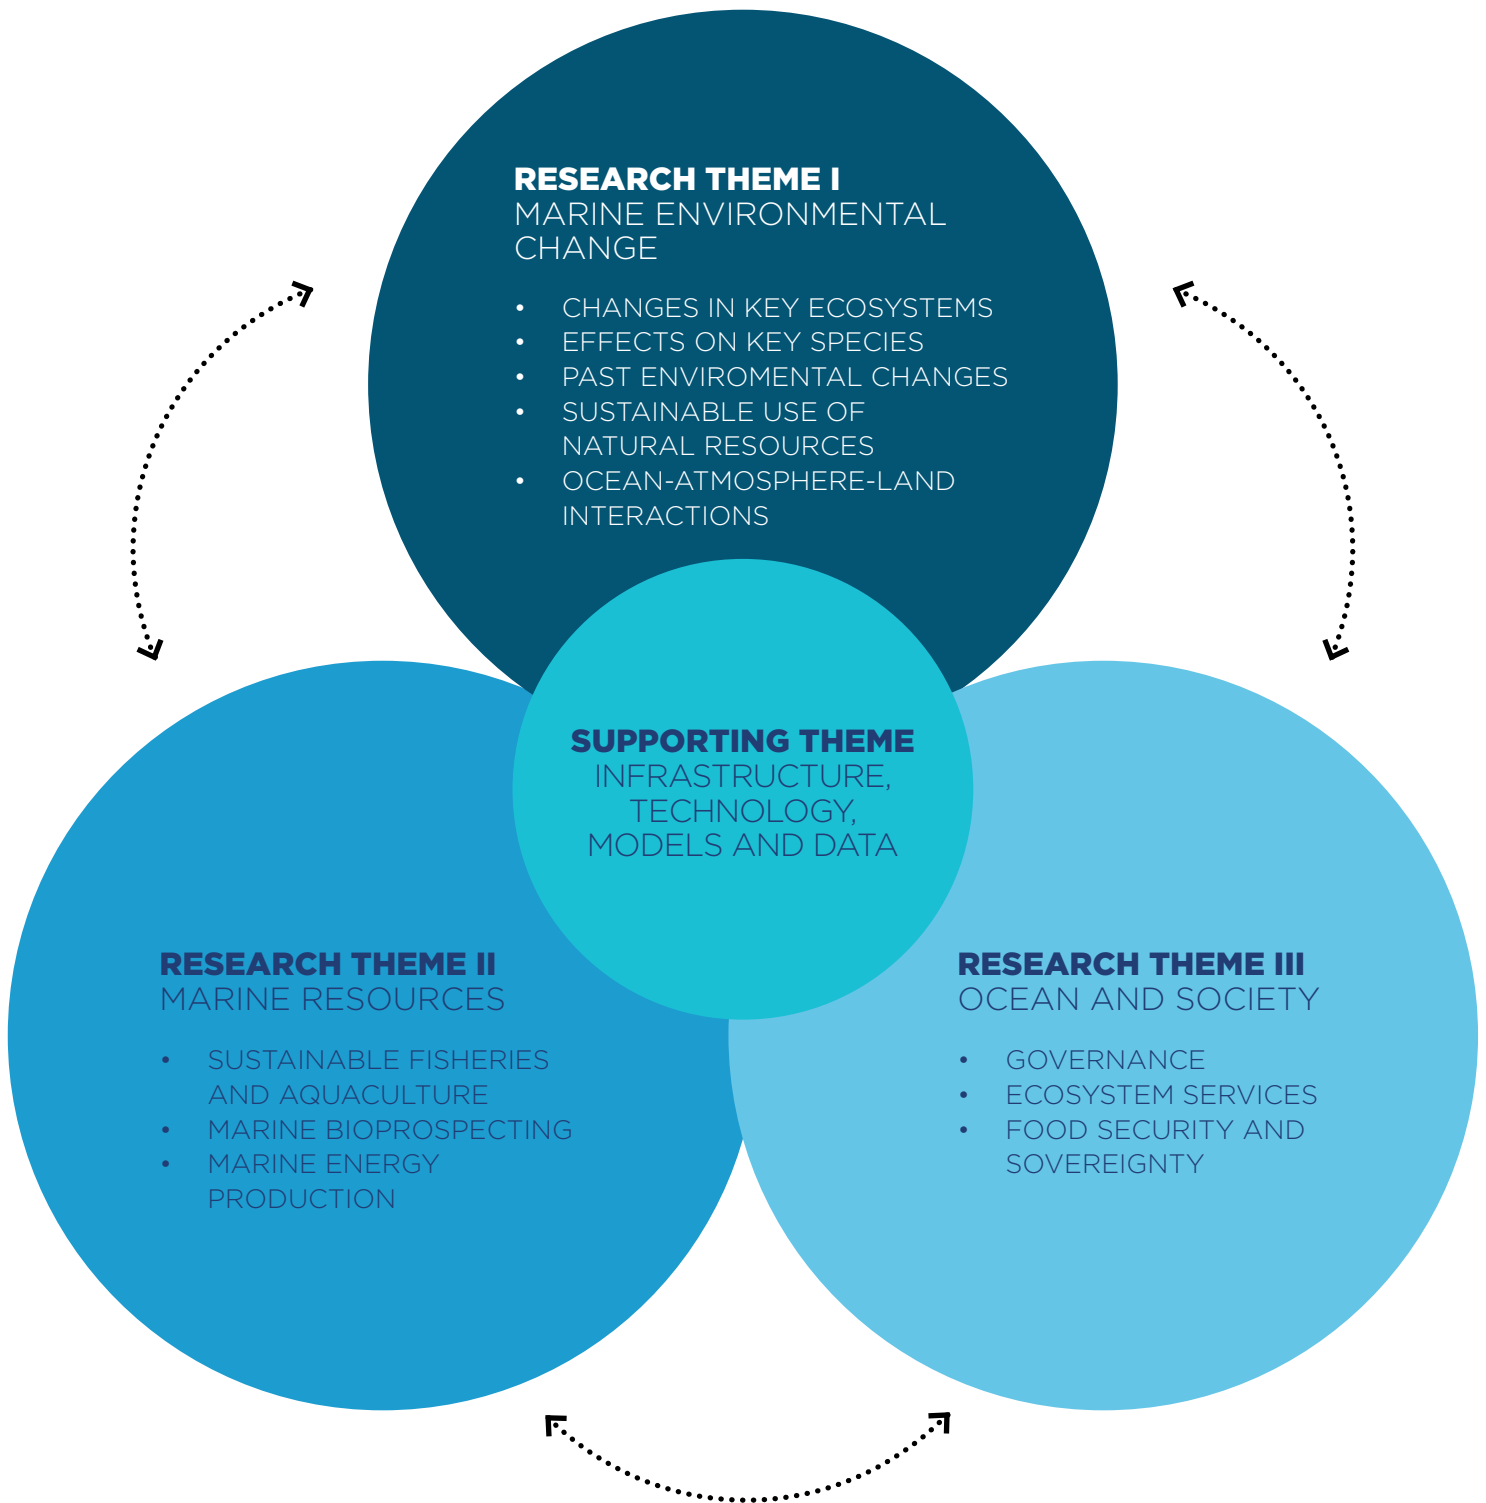 RESEARCH THEME I
MARINE ENVIRONMENTAL
CHANGE
• CHANGES IN KEY ECOSYSTEMS
• EFFECTS ON KEY SPECIES
• PAST ENVIROMENTAL CHANGES
• SUSTAINABLE USE OF
NATURAL RESOURCES
• OCEAN-ATMOSPHERE-LAND
INTERACTIONS
SUPPORTING THEME
INFRASTRUCTURE,
TECHNOLOGY,
MODELS AND DATA
RESEARCH THEME II
MARINE RESOURCES
• SUSTAINABLE FISHERIES
AND AQUACULTURE
• MARINE BIOPROSPECTING
• MARINE ENERGY
PRODUCTION
RESEARCH THEME III
OCEAN AND SOCIETY
• GOVERNANCE
• ECOSYSTEM SERVICES
• FOOD SECURITY AND
SOVEREIGNTY